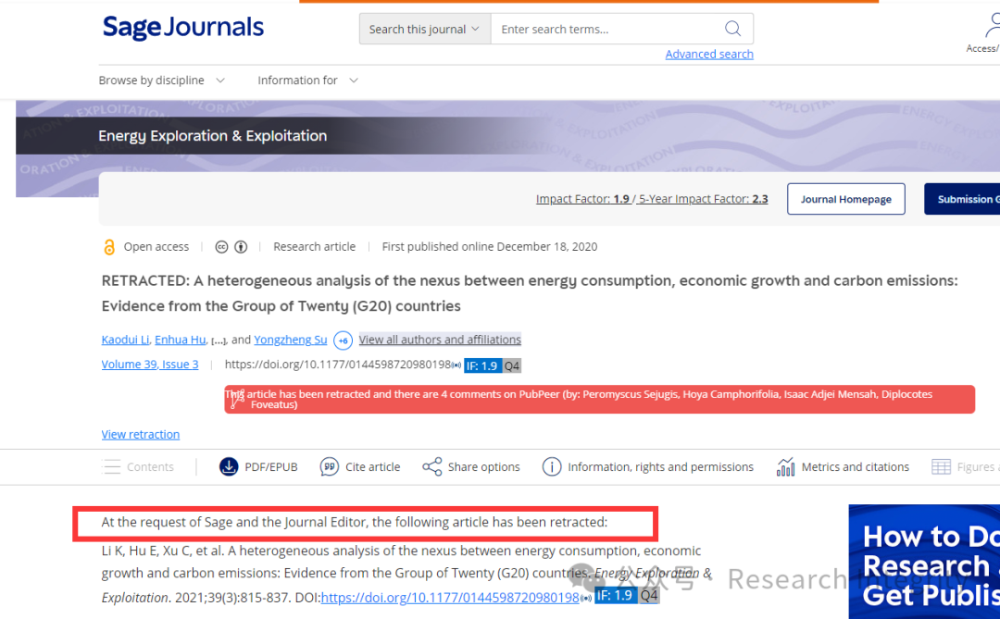 Sage Journals
Search this journal
Enter search terms...
Advanced search
Access/
Browse by discipline
Information for
Energy Exploration & Exploitation
Impact Factor: 1.9 / 5-Year Impact Factor: 2.3
Journal Homepage
Submission G
Open access
Research article
First published online December 18, 2020
RETRACTED: A heterogeneous analysis of the nexus between energy consumption, economic growth and carbon emissions:
Evidence from the Group of Twenty (G20) countries
Kaodui Li, Enhua Hu, [...], and Yongzheng Su +6 View all authors and affiliations
Volume 39, Issue 3
https://doi.org/10.1177/0144598720980198 IF: 1.9 Q4
This article has been retracted and there are 4 comments on PubPeer (by: Peromyscus Sejugis, Hoya Camphorifolia, Isaac Adjei Mensah, Diplocotes
Foveatus)
View retraction
Contents
PDF/EPUB
Cite article
Share options
Information, rights and permissions
Metrics and citations
Figures a
At the request of Sage and the Journal Editor, the following article has been retracted:
Li K, Hu E, Xu C, et al. A heterogeneous analysis of the nexus between energy consumption, economic
growth and carbon emissions: Evidence from the Group of Twenty (G20) countries. Energy Exploration &
Exploitation. 2021;39(3):815-837. DOI:https://doi.org/10.1177/0144598720980198 IF: 1.9 Q4
公众号 · Research Integrity
How to Do
Research
Get Publis